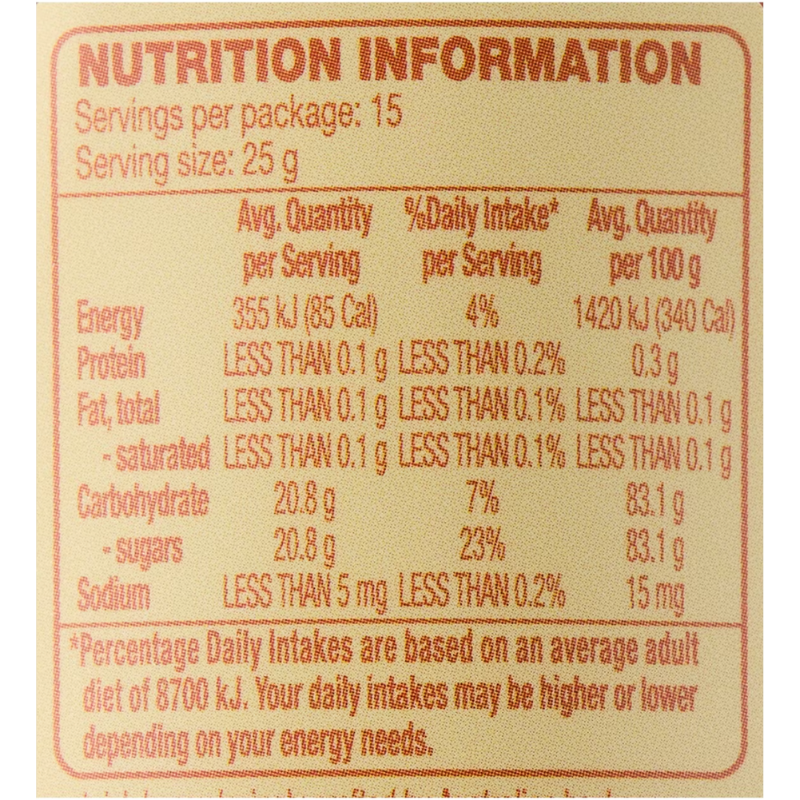 NUTRITION INFORMATION
Servings per package: 15
Serving size: 25 g
Avg. Quantity %Daily Intake* Avg. Quantity
per Serving per Serving per 100 g
Energy 355 kJ (85 Cal) 4% 1420 kJ (340 Cal)
Protein LESS THAN 0.1 g LESS THAN 0.2% 0.3 g
Fat, total LESS THAN 0.1 g LESS THAN 0.1% LESS THAN 0.1 g
- saturated LESS THAN 0.1 g LESS THAN 0.1% LESS THAN 0.1 g
Carbohydrate 20.8 g 7% 83.1 g
- sugars 20.8 g 23% 83.1 g
Sodium LESS THAN 5 mg LESS THAN 0.2% 15 mg
*Percentage Daily Intakes are based on an average adult
diet of 8700 kJ. Your daily intakes may be higher or lower
depending on your energy needs.